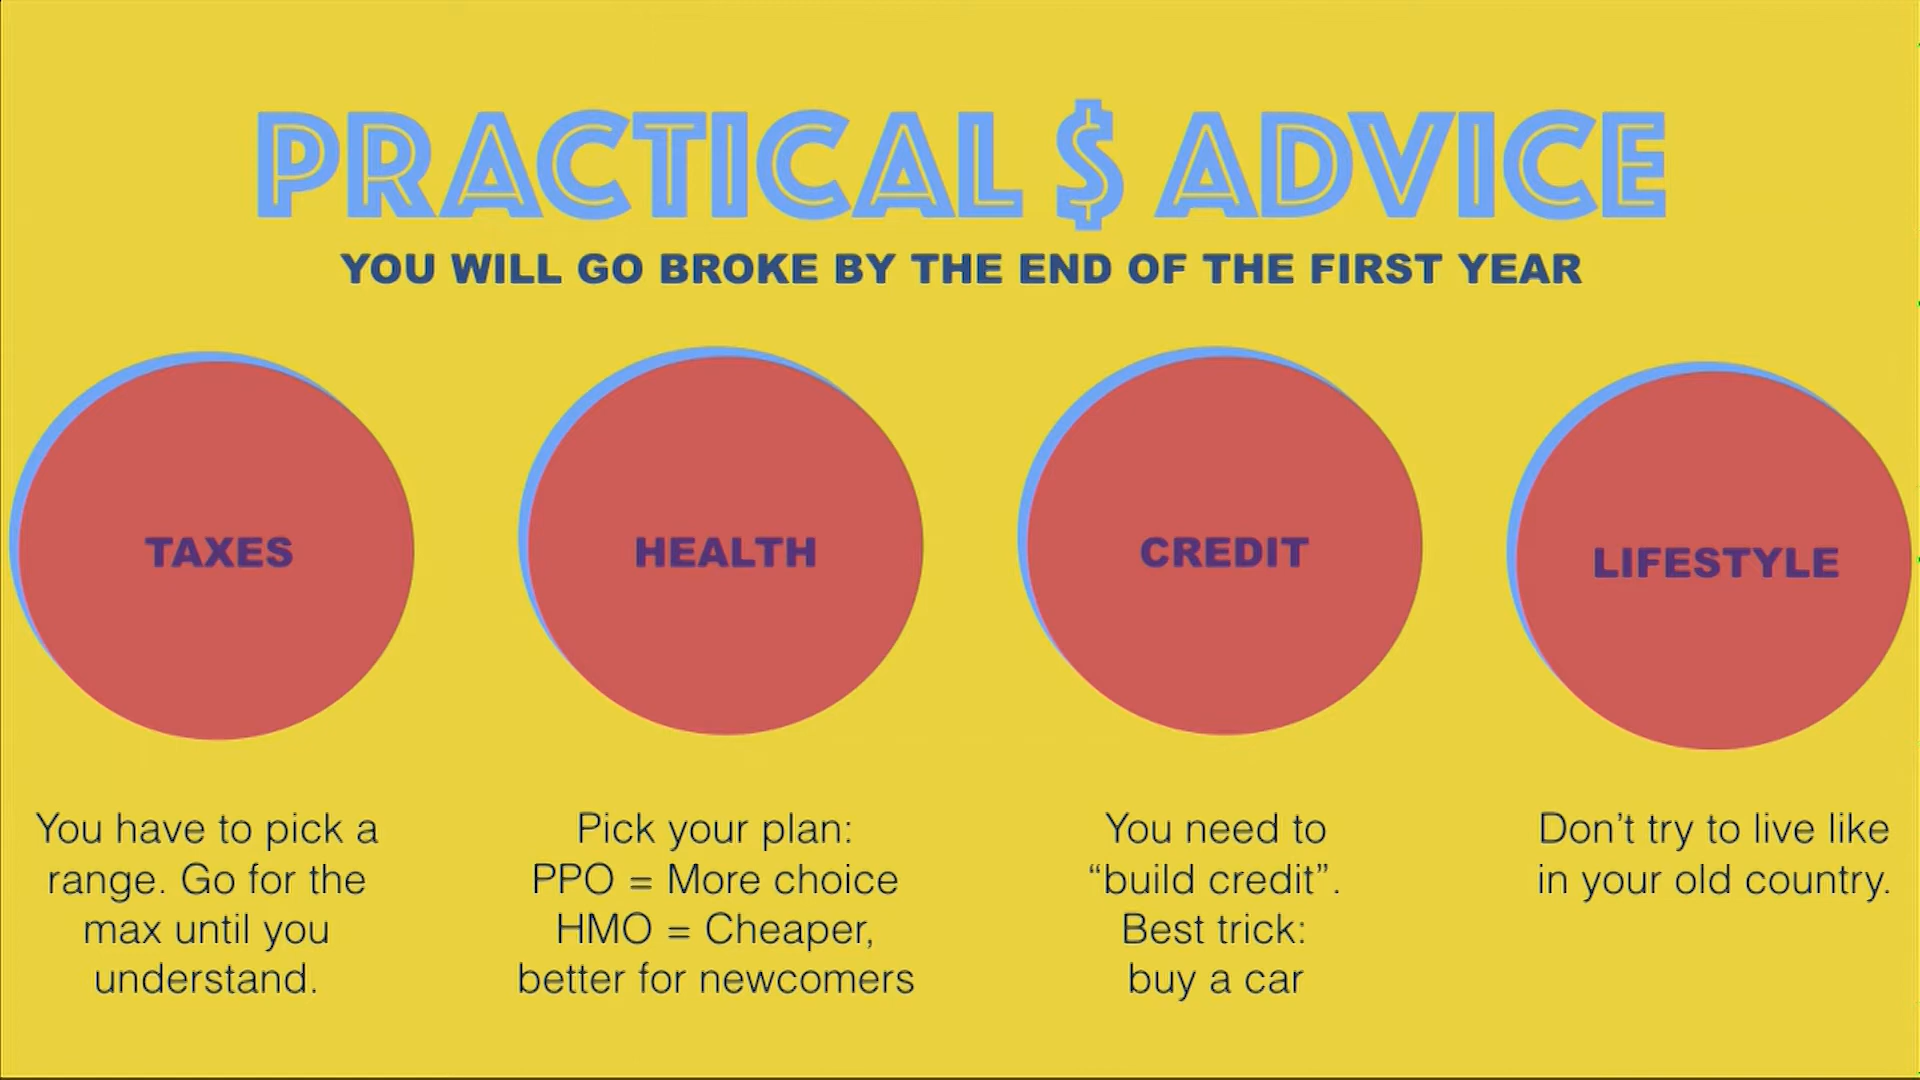 PRACTICAL $ ADVICE
YOU WILL GO BROKE BY THE END OF THE FIRST YEAR
TAXES
HEALTH
CREDIT
LIFESTYLE
You have to pick a
range. Go for the
max until you
understand.
Pick your plan:
PPO = More choice
HMO = Cheaper,
better for newcomers
You need to
“build credit”.
Best trick:
buy a car
Don’t try to live like
in your old country.